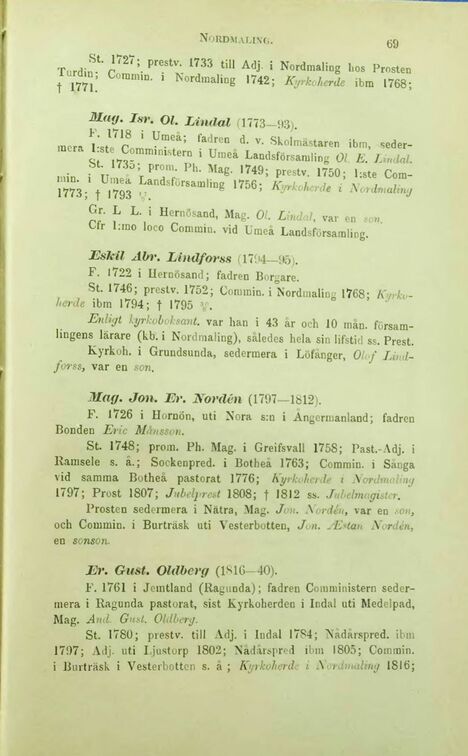 NORDMALING.
69
St. 1727; prestv. 1733 till Adj. i Nordmaling hos Prosten
Turdin; Commin. i Nordmaling 1742; Kyrkoherde ibm 1768;
† 1771.
Mag. Isr. Ol. Lindal (1773—93).
F. 1718 i Umeå; fadren d. v. Skolmästaren ibm, seder-
mera 1:ste Comministern i Umeå Landsförsamling Ol. E. Lindal.
St. 1735; prom. Ph. Mag. 1749; prestv. 1750; 1:ste Com-
min. i Umeå Landsförsamling 1756; Kyrkoherde i Nordmaling
1773; † 1793
Gr. L L. i Hernösand, Mag. Ol. Lindal, var en son.
Cfr 1:mo loco Commin. vid Umeå Landsförsamling.
Eskil Abr. Lindforss (1794—95).
F. 1722 i Hernösand; fadren Borgare.
St. 1746; prestv. 1752; Commin. i Nordmaling 1768; Kyrko-
herde ibm 1794; † 1795
Enligt kyrkoboksant. var han i 43 år och 10 mån. försam-
lingens lärare (kb. i Nordmaling), således hela sin lifstid ss. Prest.
Kyrkoh. i Grundsunda, sedermera i Löfånger, Olof Lind-
forss, var en son.
Mag. Jon. Er. Nordén (1797—1812).
F. 1726 i Hornön, uti Nora s:n i Ångermanland; fadren
Bonden Eric Månsson.
St. 1748; prom. Ph. Mag. i Greifsvall 1758; Past.-Adj. i
Ramsele s. å.; Sockenpred. i Botheå 1763; Commin. i Sånga
vid samma Botheå pastorat 1776; Kyrkoherde i Nordmaling
1797; Prost 1807; Jubelprest 1808; † 1812 ss. Jubelmagister.
Prosten sedermera i Nätra, Mag. Jon. Nordén, var en son,
och Commin. i Burträsk uti Vesterbotten, Jon. Æstan Nordén,
en sonson.
Er. Gust. Oldberg (1816—40).
F. 1761 i Jemtland (Ragunda); fadren Comministern seder-
mera i Ragunda pastorat, sist Kyrkoherden i Indal uti Medelpad,
Mag. And. Gust. Oldberg.
St. 1780; prestv. till Adj. i Indal 1784; Nådårspred. ibm
1797; Adj. uti Ljustorp 1802; Nådårspred ibm 1805; Commin.
i Burträsk i Vesterbotten s. å ; Kyrkoherde i Nordmaling 1816;